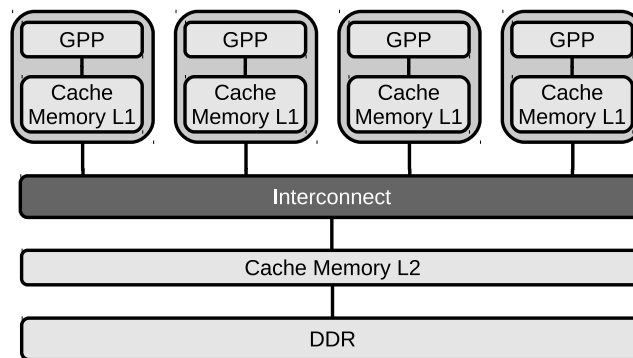 GPP GPP GPP GPP
Cache Cache Cache Cache
Memory L1 Memory L1 Memory L1 Memory L1
Interconnect
Cache Memory L2
DDR